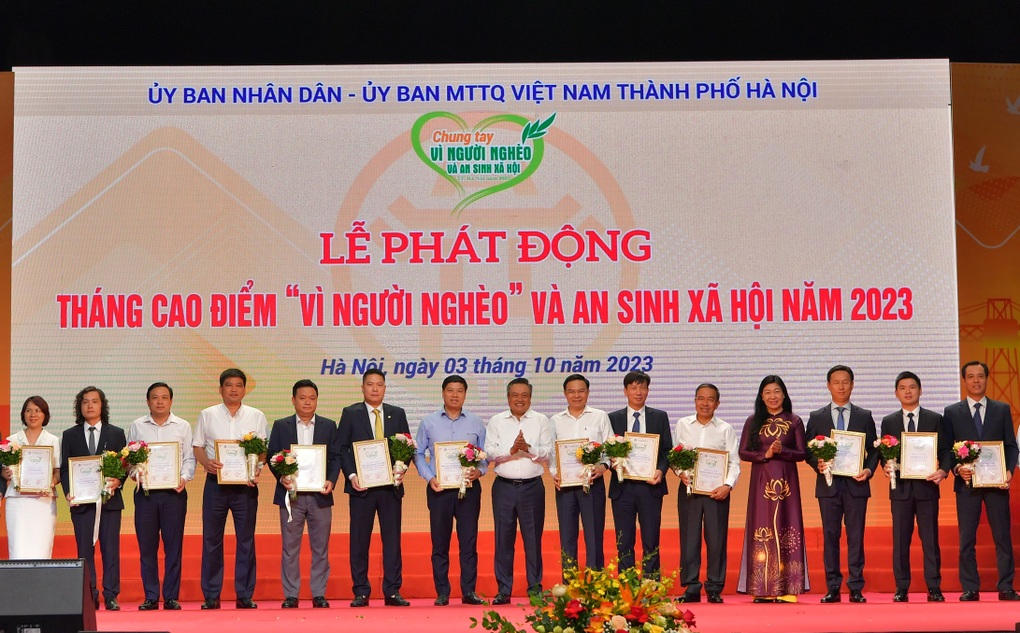 ỦY BAN NHÂN DÂN - ỦY BAN MTTQ VIỆT NAM THÀNH PHỐ HÀ NỘI
Chung tay
VÌ NGƯỜI NGHÈO
VÀ AN SINH XÃ HỘI
LỄ PHÁT ĐỘNG
THÁNG CAO ĐIỂM “VÌ NGƯỜI NGHÈO” VÀ AN SINH XÃ HỘI NĂM 2023
Hà Nội, ngày 03 tháng 10 năm 2023